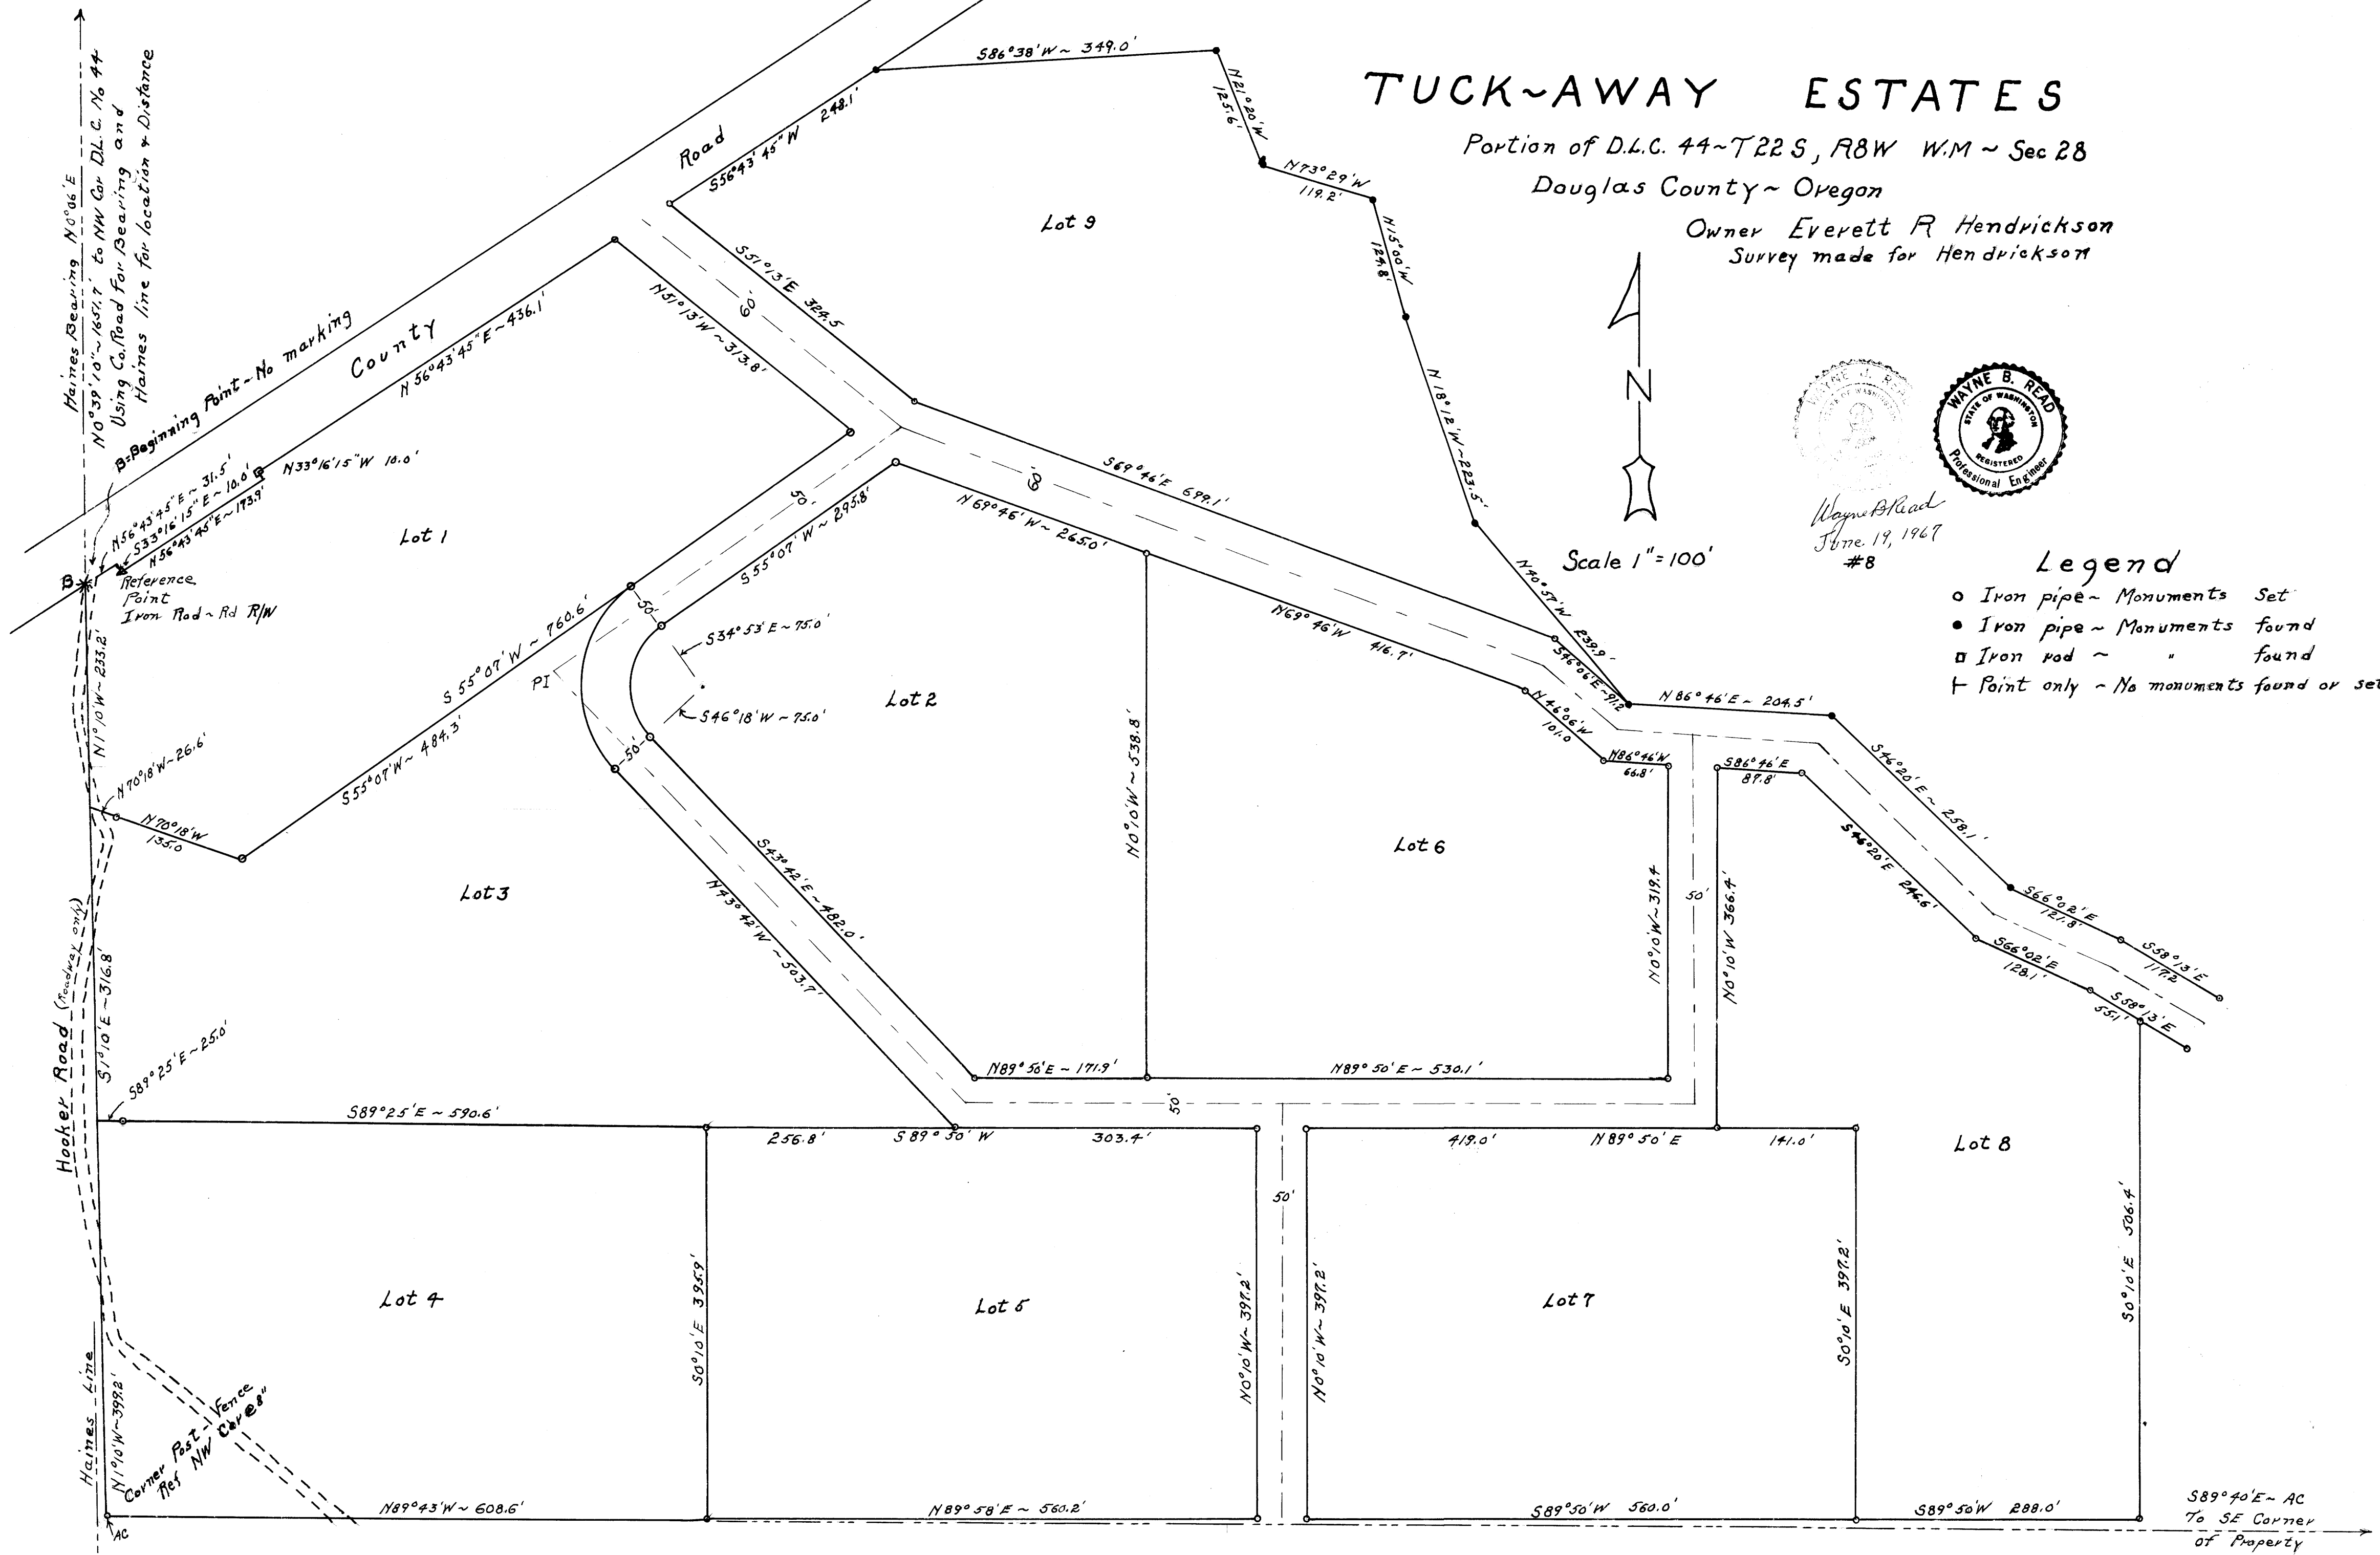 TUCK~AWAY ESTATES
Portion of D.L.C. 44~T22S, R8W W.M ~ Sec 28
Douglas County~ Oregon
Owner Everett R Hendrickson
Survey made for Hendrickson
N
Scale 1"=100'
WAYNE B. READ
STATE OF WASHINGTON
REGISTERED
Professional Engineer
Wayne B Read
June. 19, 1967
#8
Legend
Iron pipe~ Monuments Set
Iron pipe ~ Monuments found
Iron rod ~ " found
Point only ~ No monuments found or set
Haines Bearing N0°06'E
N0°39'10"~1651.7' to NW Cor D.L.C. No 44
Using Co. Road For Bearing and
Haines line for location & Distance
B=Beginning Point~No marking
County
Road
N56°43'45"E~31.5'
S33°16'15"E~10.0'
N56°43'45"E~173.9'
N33°16'15"W 10.0'
N56°43'45"E~436.1'
S56°43'45"W 248.1'
S86°38'W~ 349.0'
N21°20'W
125.6'
N73°29'W
119.2'
N15°00'W
124.8'
N18°12'W~223.5'
N40°57'W 239.9'
Lot 9
S51°13'E 324.5
60'
N51°13'W~313.8'
S69°46'E 699.1'
60'
N69°46'W~265.0'
N69°46'W 416.7'
S46°06'E~91.2
N46°06'W
101.0
N86°46'E~ 204.5'
N86°46'W
66.8'
S86°46'E
87.8'
S46°20'E~258.1'
S46°20'E 246.6'
S66°02'E
121.8'
S58°13'E
117.2
S66°02'E
128.1'
S58°13'E
55.1'
B
Reference
Point
Iron Rod~Rd R/W
Lot 1
50'
S55°07'W~295.8'
S55°07'W~760.6'
50'
S34°53'E~75.0'
PI
S46°18'W~75.0'
50'
Lot 2
N1°10'W~233.2'
N70°18'W~26.6'
N70°18'W
135.0
S55°07'W~484.3'
Lot 3
N0°10'W~538.8'
Lot 6
N0°10'W~319.4
50'
N0°10'W 366.4'
S43°42'E~482.0'
N43°42'W~503.7'
Hooker Road (Roadway only)
S1°10'E~316.8
S89°25'E~25.0'
N89°50'E~171.9'
N89°50'E~530.1'
50'
S89°25'E~590.6'
256.8' S89°50'W 303.4'
419.0' N89°50'E 141.0'
Lot 8
50'
S0°10'E 506.4'
Lot 4
S0°10'E 395.9'
Lot 5
N0°10'W~397.2'
N0°10'W~397.2'
Lot 7
S0°10'E 397.2'
Haines Line
N1°10'W~399.2'
Corner Post-Fence
Ref NW Cor@8"
AC
N89°43'W~608.6'
N89°58'E~560.2'
S89°50'W 560.0'
S89°50'W 288.0'
S89°40'E~ AC
To SE Corner
of Property